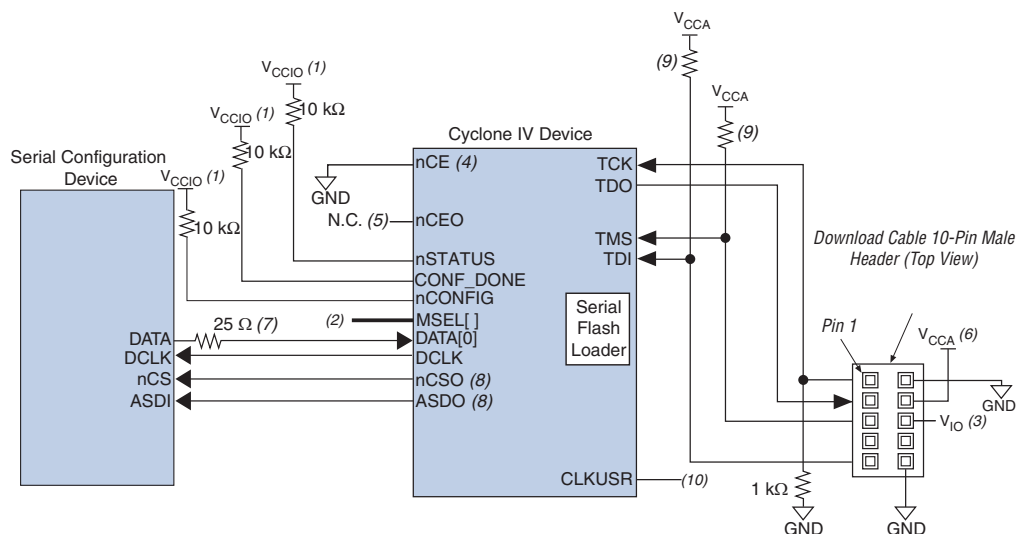 V_CCA
(9)
V_CCIO (1)
10 kΩ
V_CCA
V_CCIO (1)
(9)
10 kΩ
Cyclone IV Device
Serial Configuration
Device
nCE (4)
TCK
GND
TDO
V_CCIO (1)
10 kΩ
N.C. (5)
nCEO
TMS
Download Cable 10-Pin Male
Header (Top View)
nSTATUS
TDI
CONF_DONE
nCONFIG
Serial
Flash
Loader
(2)
MSEL[ ]
25 Ω (7)
DATA
DATA[0]
Pin 1
V_CCA (6)
DCLK
DCLK
nCS
nCSO (8)
GND
ASDI
ASDO (8)
V_IO (3)
CLKUSR
(10)
1 kΩ
GND
GND